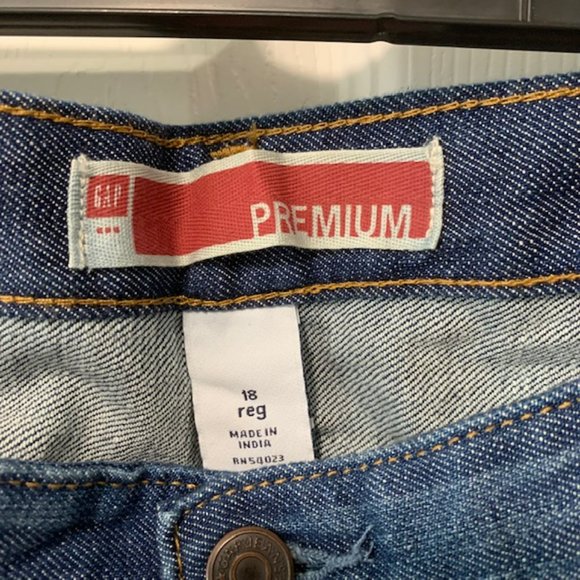 GAP
PREMIUM
18
reg
MADE IN
INDIA
RN54023